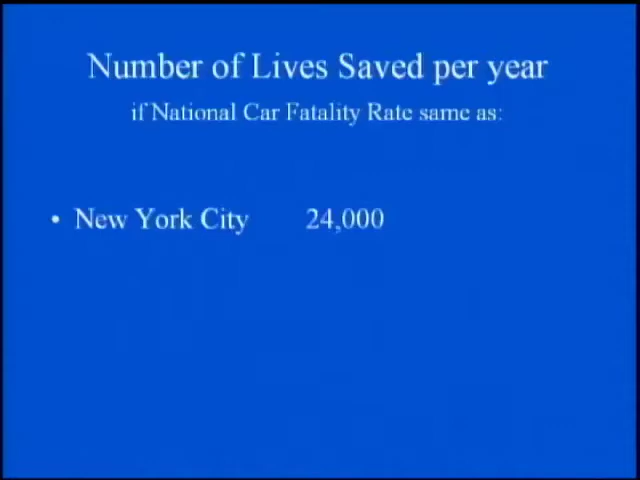 Number of Lives Saved per year
if National Car Fatality Rate same as:
• New York City 24,000